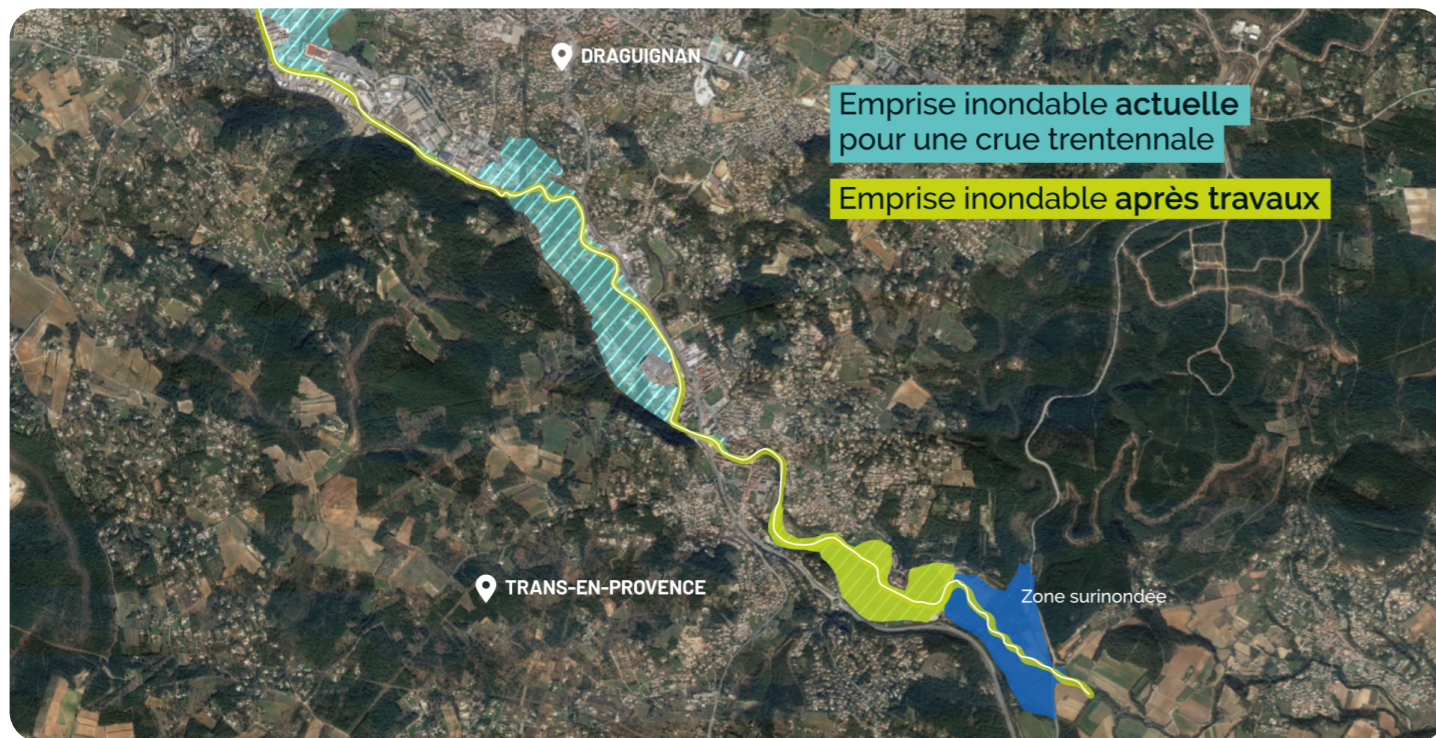 DRAGUIGNAN
Emprise inondable actuelle
pour une crue trentennale
Emprise inondable après travaux
TRANS-EN-PROVENCE
Zone surinondée